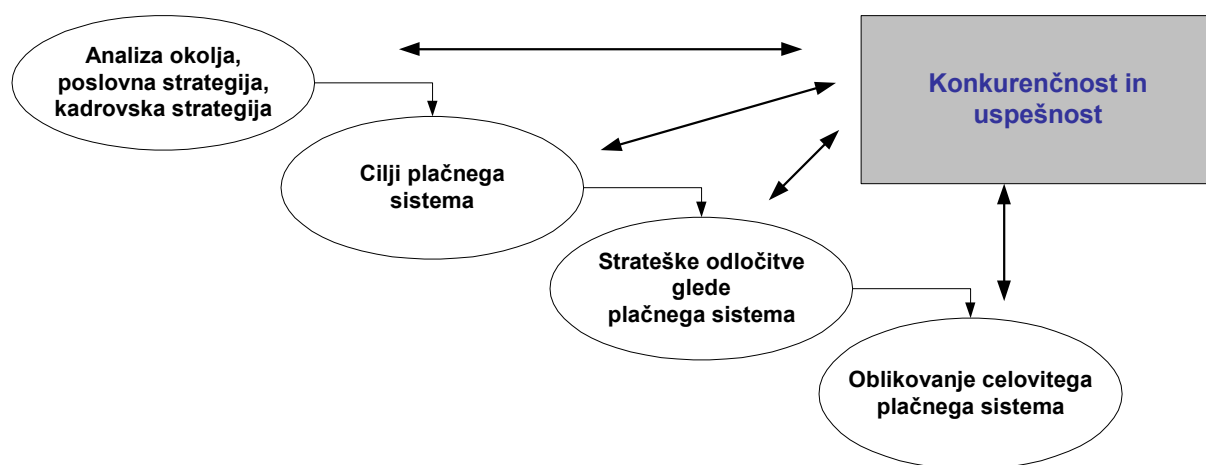 Analiza okolja,
poslovna strategija,
kadrovska strategija
Konkurenčnost in
uspešnost
Cilji plačnega
sistema
Strateške odločitve
glede
plačnega sistema
Oblikovanje celovitega
plačnega sistema